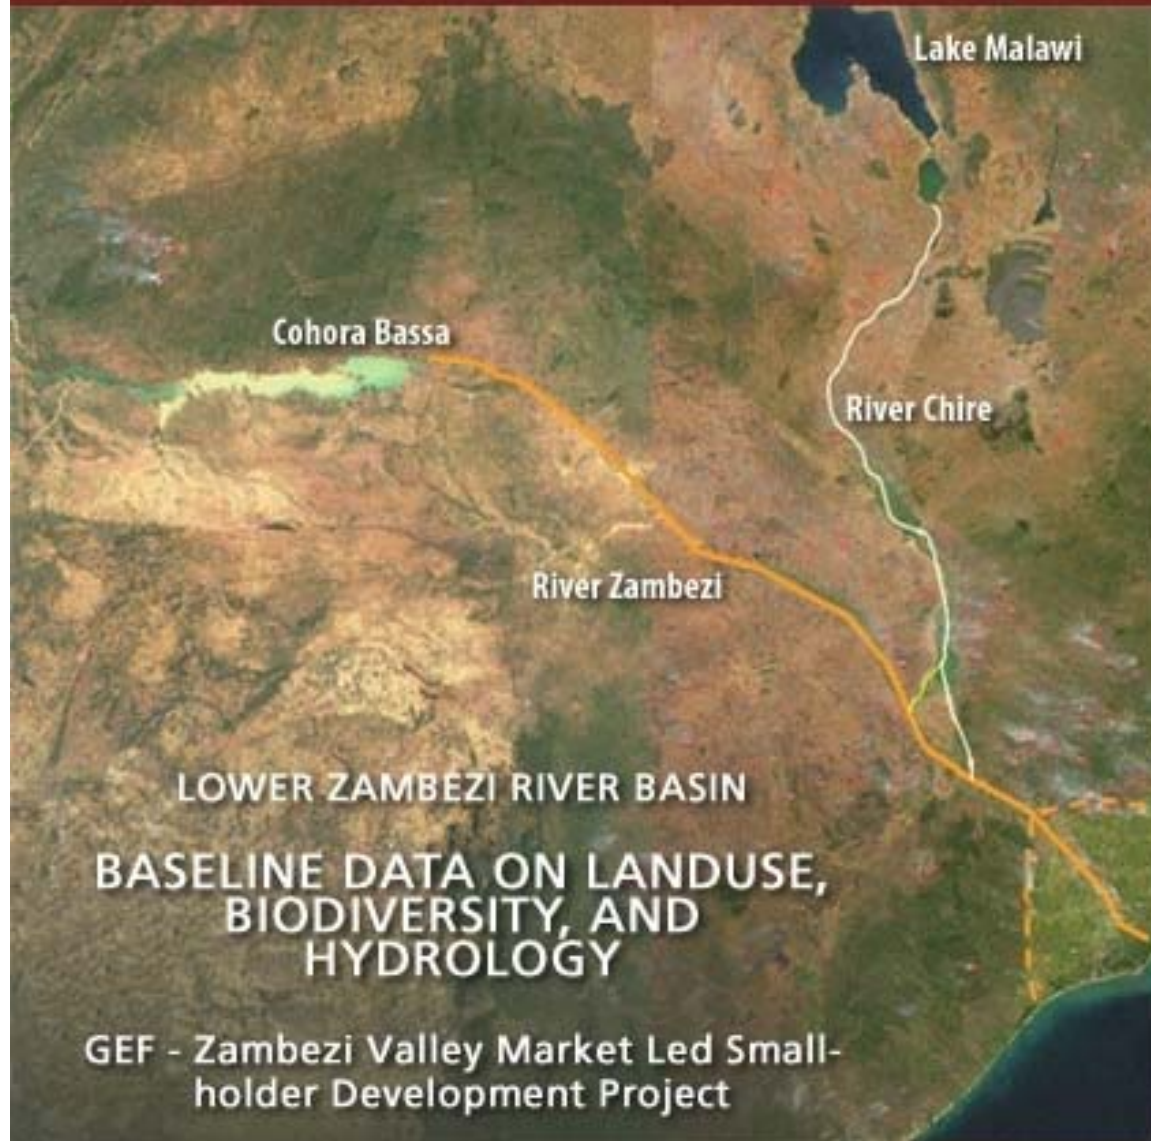 Lake Malawi
Cohora Bassa
River Chire
River Zambezi
LOWER ZAMBEZI RIVER BASIN
BASELINE DATA ON LANDUSE,
BIODIVERSITY, AND
HYDROLOGY
GEF - Zambezi Valley Market Led Small-
holder Development Project